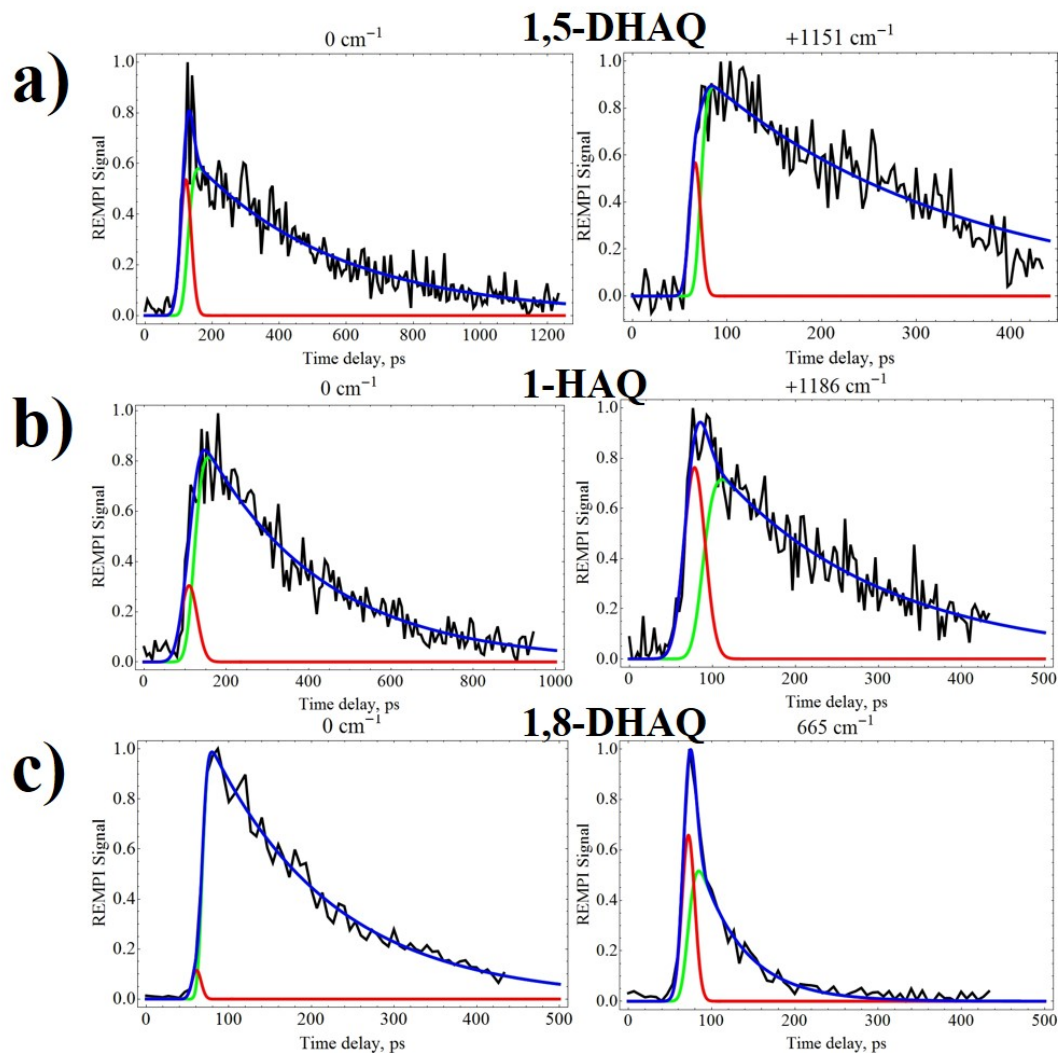 1,5-DHAQ
a)
0 cm⁻¹
REMPI Signal
1.0
0.8
0.6
0.4
0.2
0.0
0 200 400 600 800 1000 1200
Time delay, ps
+1151 cm⁻¹
REMPI Signal
1.0
0.8
0.6
0.4
0.2
0.0
0 100 200 300 400
Time delay, ps
1-HAQ
b)
0 cm⁻¹
REMPI Signal
1.0
0.8
0.6
0.4
0.2
0.0
0 200 400 600 800 1000
Time delay, ps
+1186 cm⁻¹
REMPI Signal
1.0
0.8
0.6
0.4
0.2
0.0
0 100 200 300 400 500
Time delay, ps
1,8-DHAQ
c)
0 cm⁻¹
REMPI Signal
1.0
0.8
0.6
0.4
0.2
0.0
0 100 200 300 400 500
Time delay, ps
665 cm⁻¹
REMPI Signal
1.0
0.8
0.6
0.4
0.2
0.0
0 100 200 300 400 500
Time delay, ps